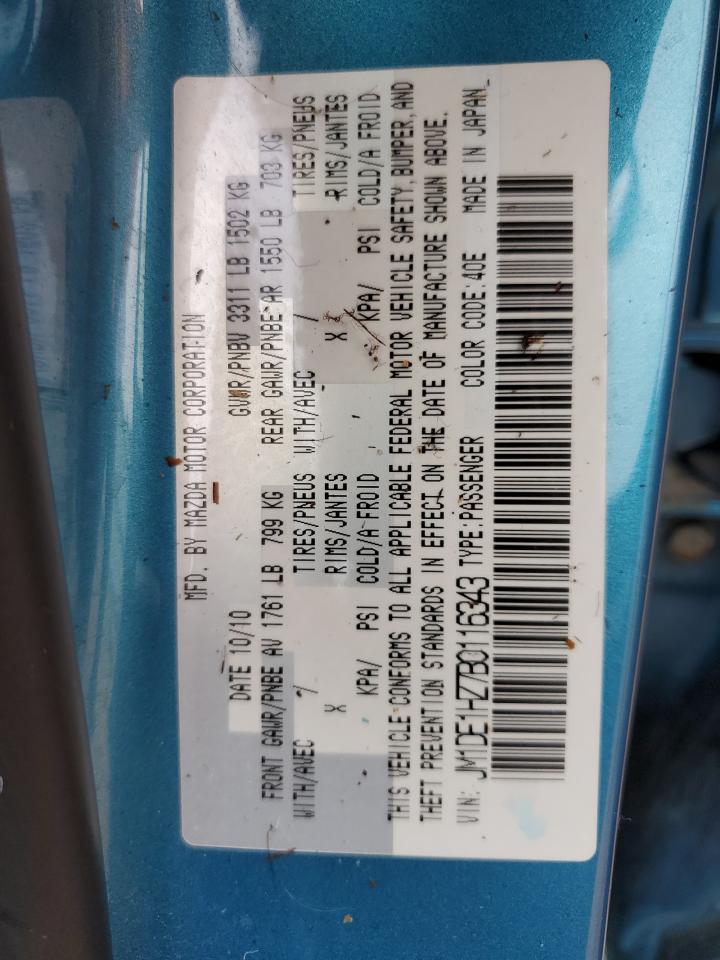 MFD. BY MAZDA MOTOR CORPORATION
DATE 10/10 GVWR/PNBV 3311 LB 1502 KG
FRONT GAWR/PNBE AV 1761 LB 799 KG REAR GAWR/PNBE AR 1550 LB 703 KG
WITH/AVEC / TIRES/PNEUS WITH/AVEC / TIRES/PNEUS
X RIMS/JANTES X RIMS/JANTES
KPA/ PSI COLD/A FROID KPA/ PSI COLD/A FROID
THIS VEHICLE CONFORMS TO ALL APPLICABLE FEDERAL MOTOR VEHICLE SAFETY, BUMPER, AND
THEFT PREVENTION STANDARDS IN EFFECT ON THE DATE OF MANUFACTURE SHOWN ABOVE.
VIN: JM1DE1HZ7B0116343 TYPE:PASSENGER COLOR CODE:40E MADE IN JAPAN